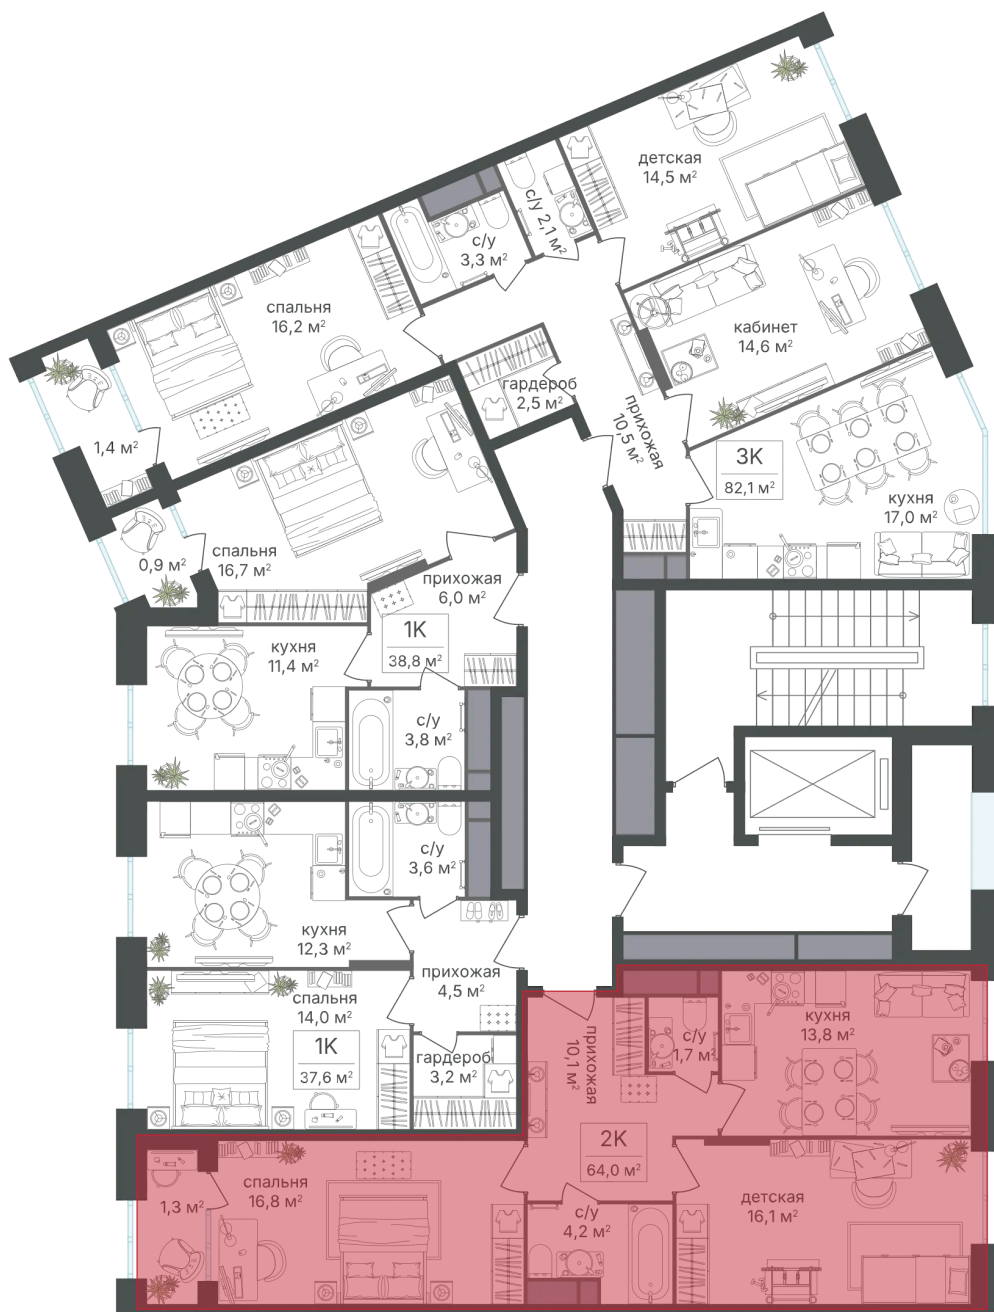 детская
14,5 м²
с/у 2,1 м²
с/у
3,3 м²
спальня
16,2 м²
кабинет
14,6 м²
гардероб
2,5 м²
прихожая
10,5 м²
1,4 м²
3К
82,1 м²
кухня
17,0 м²
0,9 м²
спальня
16,7 м²
прихожая
6,0 м²
1К
38,8 м²
кухня
11,4 м²
с/у
3,8 м²
с/у
3,6 м²
кухня
12,3 м²
прихожая
4,5 м²
спальня
14,0 м²
1К
37,6 м²
гардероб
3,2 м²
прихожая
10,1 м²
с/у
1,7 м²
кухня
13,8 м²
2К
64,0 м²
1,3 м²
спальня
16,8 м²
с/у
4,2 м²
детская
16,1 м²